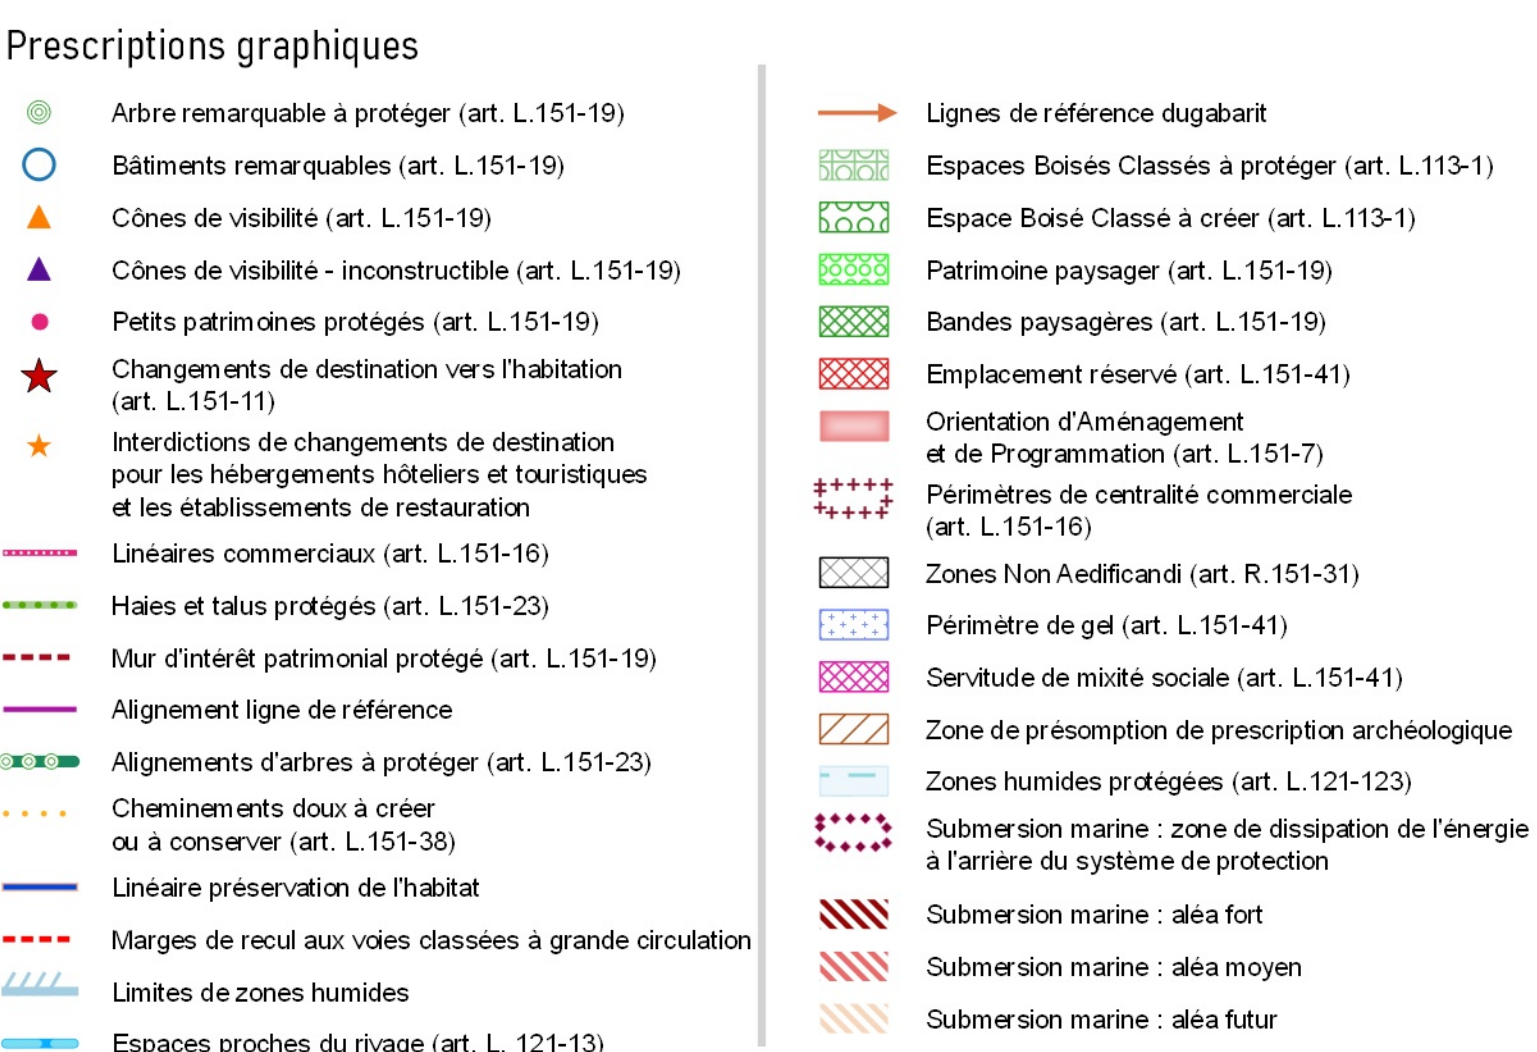 Prescriptions graphiques
Arbre remarquable à protéger (art. L.151-19)
Bâtiments remarquables (art. L.151-19)
Cônes de visibilité (art. L.151-19)
Cônes de visibilité - inconstructible (art. L.151-19)
Petits patrimoines protégés (art. L.151-19)
Changements de destination vers l'habitation
(art. L.151-11)
Interdictions de changements de destination
pour les hébergements hôteliers et touristiques
et les établissements de restauration
Linéaires commerciaux (art. L.151-16)
Haies et talus protégés (art. L.151-23)
Mur d'intérêt patrimonial protégé (art. L.151-19)
Alignement ligne de référence
Alignements d'arbres à protéger (art. L.151-23)
Cheminements doux à créer
ou à conserver (art. L.151-38)
Linéaire préservation de l'habitat
Marges de recul aux voies classées à grande circulation
Limites de zones humides
Espaces proches du rivage (art. L. 121-13)
Lignes de référence dugabarit
Espaces Boisés Classés à protéger (art. L.113-1)
Espace Boisé Classé à créer (art. L.113-1)
Patrimoine paysager (art. L.151-19)
Bandes paysagères (art. L.151-19)
Emplacement réservé (art. L.151-41)
Orientation d'Aménagement
et de Programmation (art. L.151-7)
Périmètres de centralité commerciale
(art. L.151-16)
Zones Non Aedificandi (art. R.151-31)
Périmètre de gel (art. L.151-41)
Servitude de mixité sociale (art. L.151-41)
Zone de présomption de prescription archéologique
Zones humides protégées (art. L.121-123)
Submersion marine : zone de dissipation de l'énergie
à l'arrière du système de protection
Submersion marine : aléa fort
Submersion marine : aléa moyen
Submersion marine : aléa futur